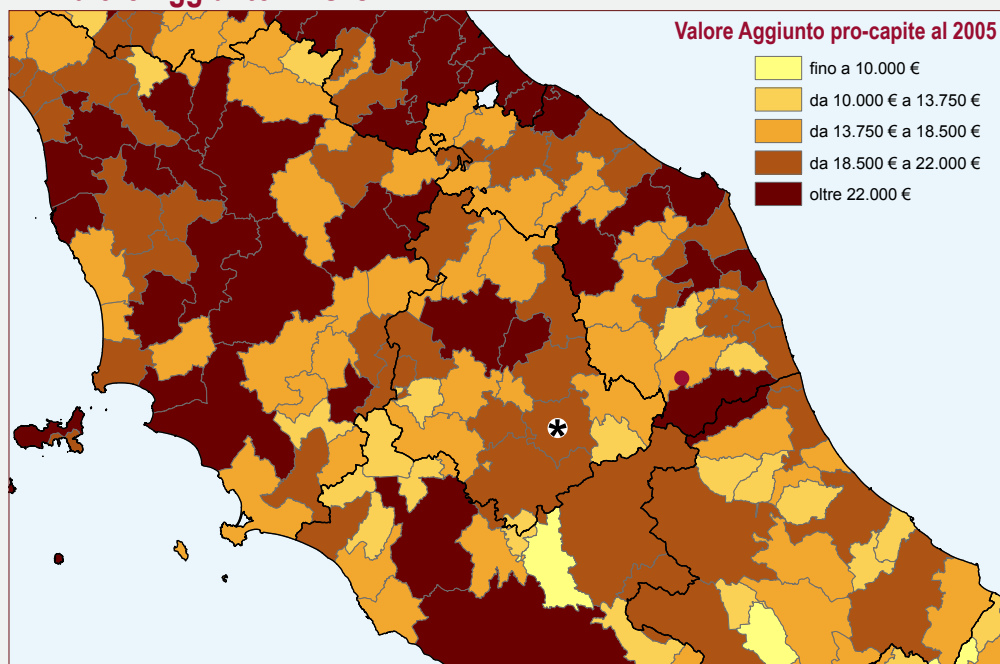 Valore Aggiunto pro-capite al 2005
fino a 10.000 €
da 10.000 € a 13.750 €
da 13.750 € a 18.500 €
da 18.500 € a 22.000 €
oltre 22.000 €
*